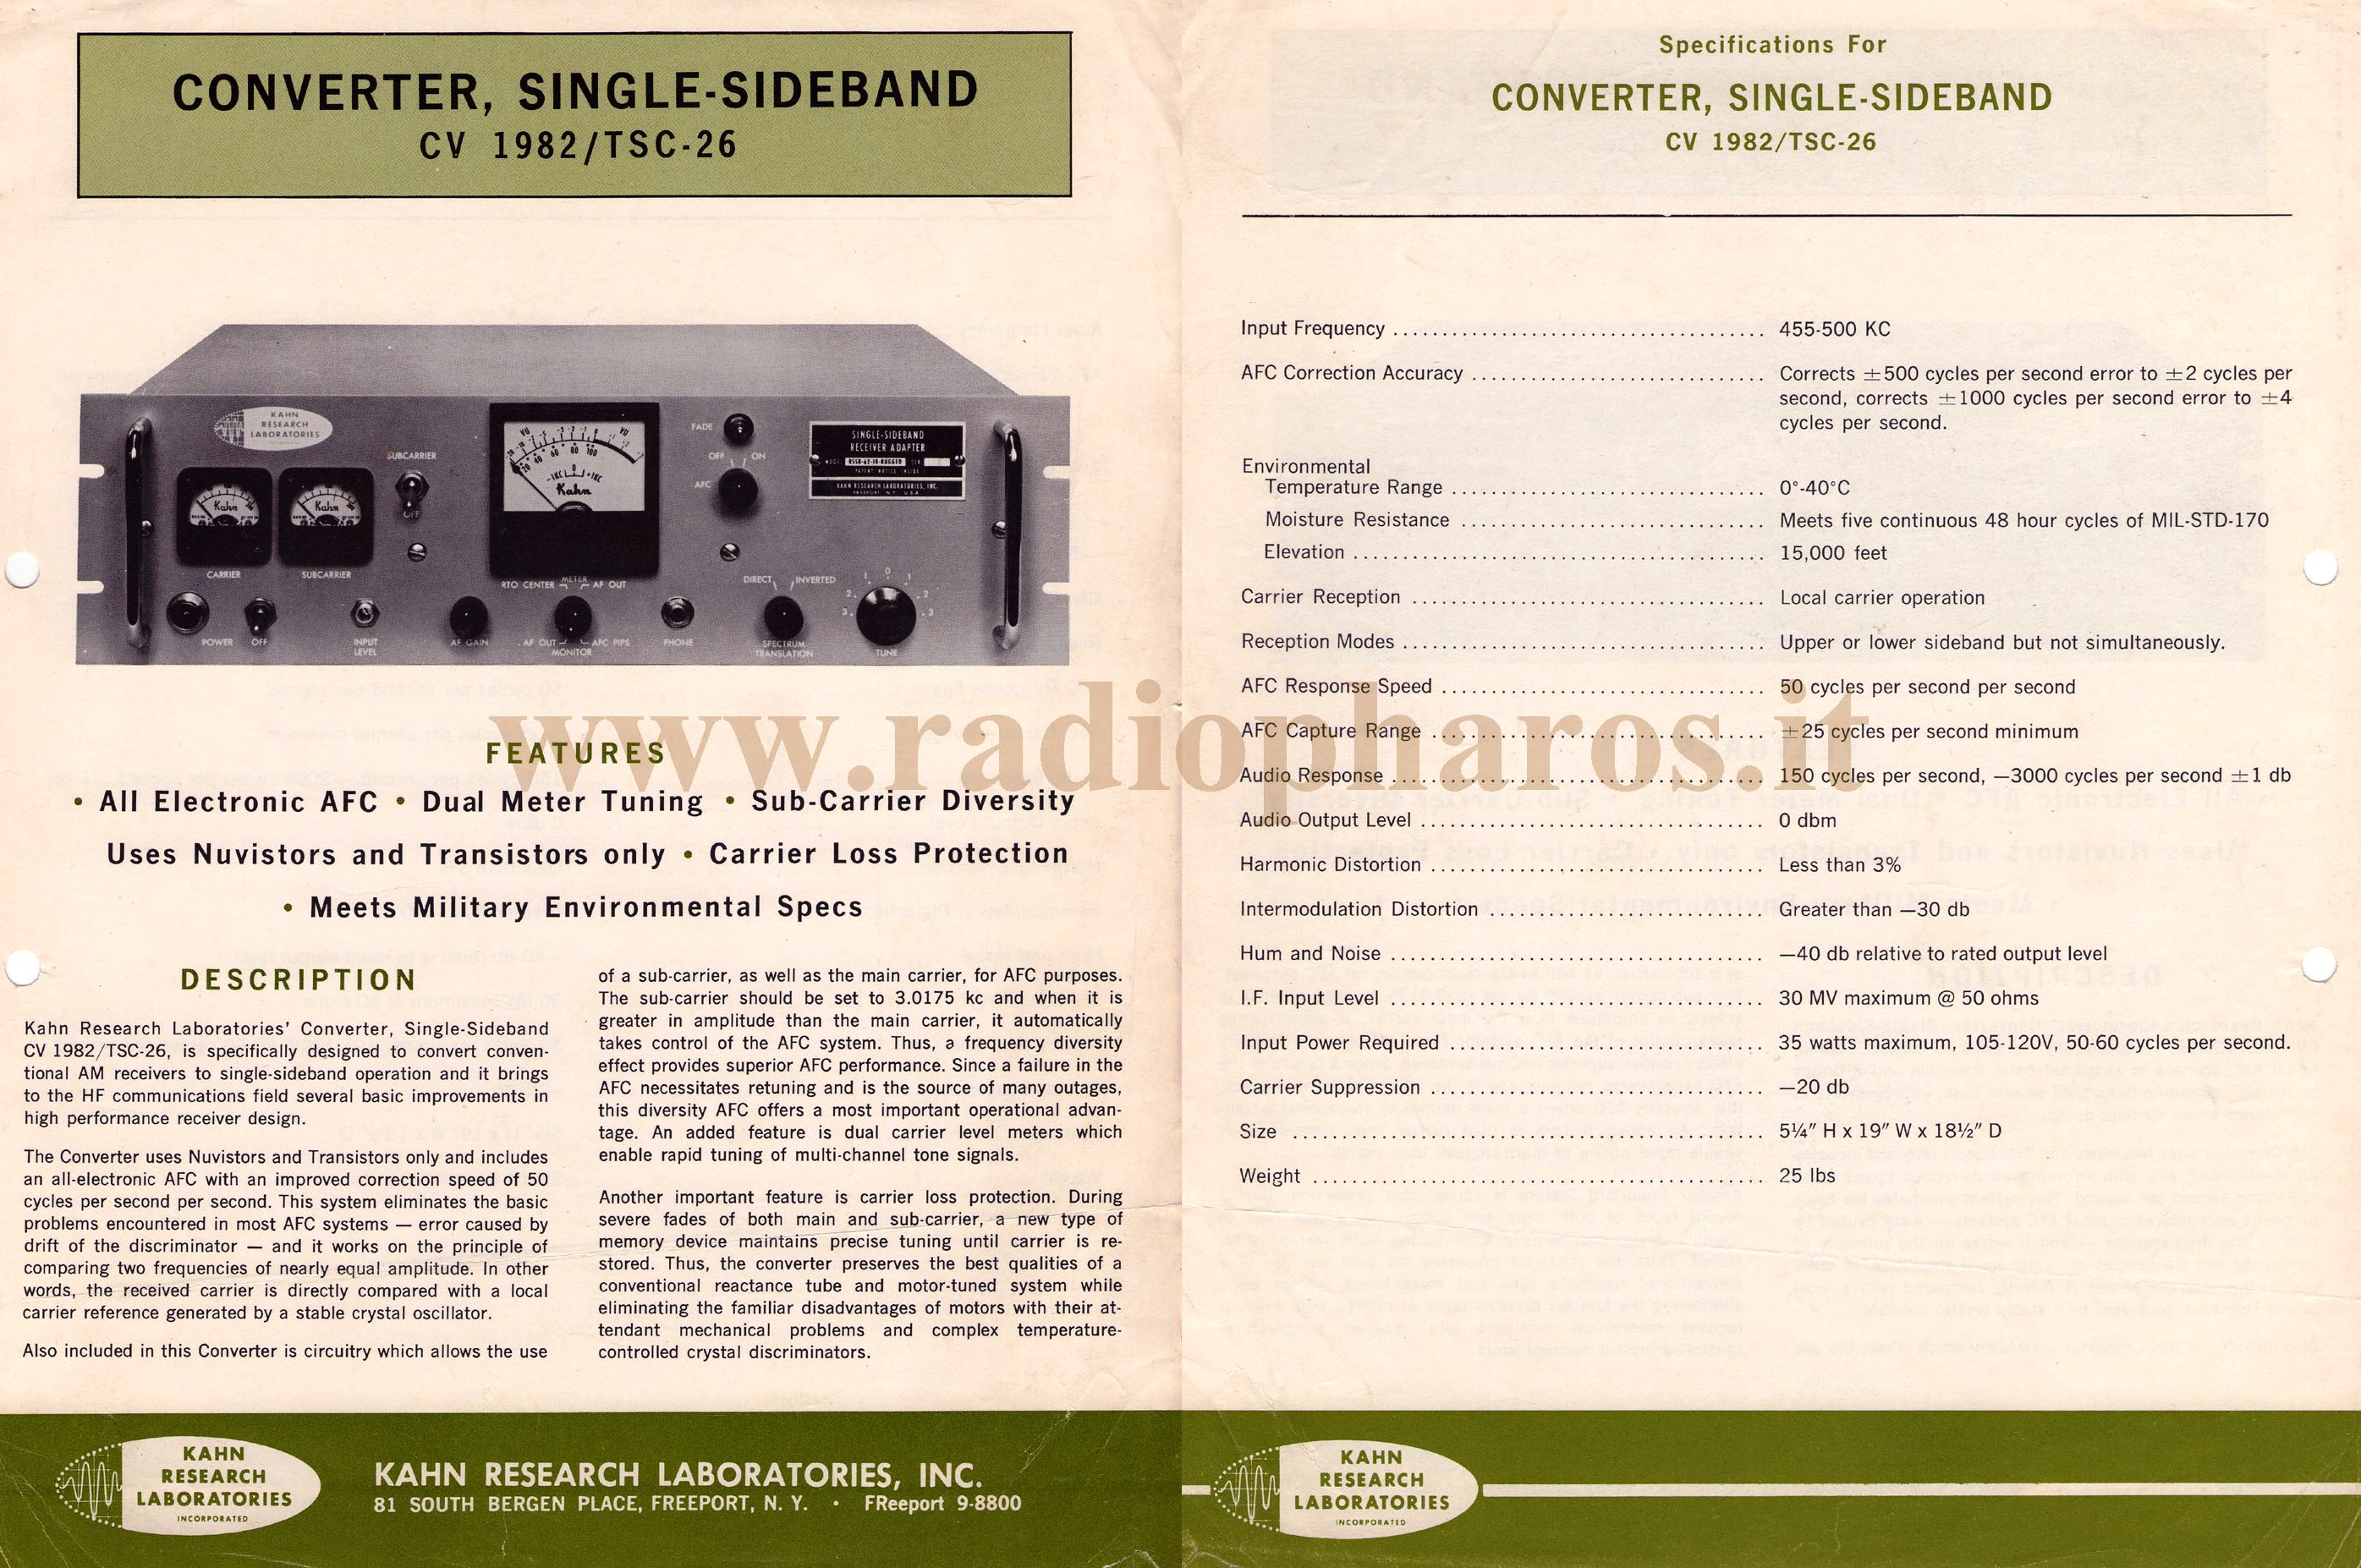 CONVERTER, SINGLE-SIDEBAND
CV 1982/TSC-26
KAHN
RESEARCH
LABORATORIES
SUBCARRIER
OFF
Kahn
CARRIER
Kahn
SUBCARRIER
VU VU
20 40 60 80 100
-1KC 0 +1KC
Kahn
FADE
OFF ON
AFC
SINGLE-SIDEBAND
RECEIVER ADAPTER
KAHN RESEARCH LABORATORIES, INC.
FREEPORT, N.Y. U.S.A.
POWER OFF
INPUT
LEVEL
AF GAIN
METER
RTO CENTER AF OUT
AF OUT AFC PIPS
MONITOR
PHONE
DIRECT INVERTED
SPECTRUM
TRANSLATION
3. 2. 1 0 1 .2 .3
TUNE
FEATURES
• All Electronic AFC • Dual Meter Tuning • Sub-Carrier Diversity
Uses Nuvistors and Transistors only • Carrier Loss Protection
• Meets Military Environmental Specs
DESCRIPTION
Kahn Research Laboratories' Converter, Single-Sideband
CV 1982/TSC-26, is specifically designed to convert conven-
tional AM receivers to single-sideband operation and it brings
to the HF communications field several basic improvements in
high performance receiver design.
The Converter uses Nuvistors and Transistors only and includes
an all-electronic AFC with an improved correction speed of 50
cycles per second per second. This system eliminates the basic
problems encountered in most AFC systems — error caused by
drift of the discriminator — and it works on the principle of
comparing two frequencies of nearly equal amplitude. In other
words, the received carrier is directly compared with a local
carrier reference generated by a stable crystal oscillator.
Also included in this Converter is circuitry which allows the use
of a sub-carrier, as well as the main carrier, for AFC purposes.
The sub-carrier should be set to 3.0175 kc and when it is
greater in amplitude than the main carrier, it automatically
takes control of the AFC system. Thus, a frequency diversity
effect provides superior AFC performance. Since a failure in the
AFC necessitates retuning and is the source of many outages,
this diversity AFC offers a most important operational advan-
tage. An added feature is dual carrier level meters which
enable rapid tuning of multi-channel tone signals.
Another important feature is carrier loss protection. During
severe fades of both main and sub-carrier, a new type of
memory device maintains precise tuning until carrier is re-
stored. Thus, the converter preserves the best qualities of a
conventional reactance tube and motor-tuned system while
eliminating the familiar disadvantages of motors with their at-
tendant mechanical problems and complex temperature-
controlled crystal discriminators.
KAHN
RESEARCH
LABORATORIES
INCORPORATED
KAHN RESEARCH LABORATORIES, INC.
81 SOUTH BERGEN PLACE, FREEPORT, N. Y. • FReeport 9-8800
Specifications For
CONVERTER, SINGLE-SIDEBAND
CV 1982/TSC-26
Input Frequency ..... 455-500 KC
AFC Correction Accuracy ..... Corrects ±500 cycles per second error to ±2 cycles per
second, corrects ±1000 cycles per second error to ±4
cycles per second.
Environmental
Temperature Range ..... 0°-40°C
Moisture Resistance ..... Meets five continuous 48 hour cycles of MIL-STD-170
Elevation ..... 15,000 feet
Carrier Reception ..... Local carrier operation
Reception Modes ..... Upper or lower sideband but not simultaneously.
AFC Response Speed ..... 50 cycles per second per second
AFC Capture Range ..... ±25 cycles per second minimum
Audio Response ..... 150 cycles per second, —3000 cycles per second ±1 db
Audio Output Level ..... 0 dbm
Harmonic Distortion ..... Less than 3%
Intermodulation Distortion ..... Greater than —30 db
Hum and Noise ..... —40 db relative to rated output level
I.F. Input Level ..... 30 MV maximum @ 50 ohms
Input Power Required ..... 35 watts maximum, 105-120V, 50-60 cycles per second.
Carrier Suppression ..... —20 db
Size ..... 5¼" H x 19" W x 18½" D
Weight ..... 25 lbs
KAHN
RESEARCH
LABORATORIES
INCORPORATED
www.radiopharos.it